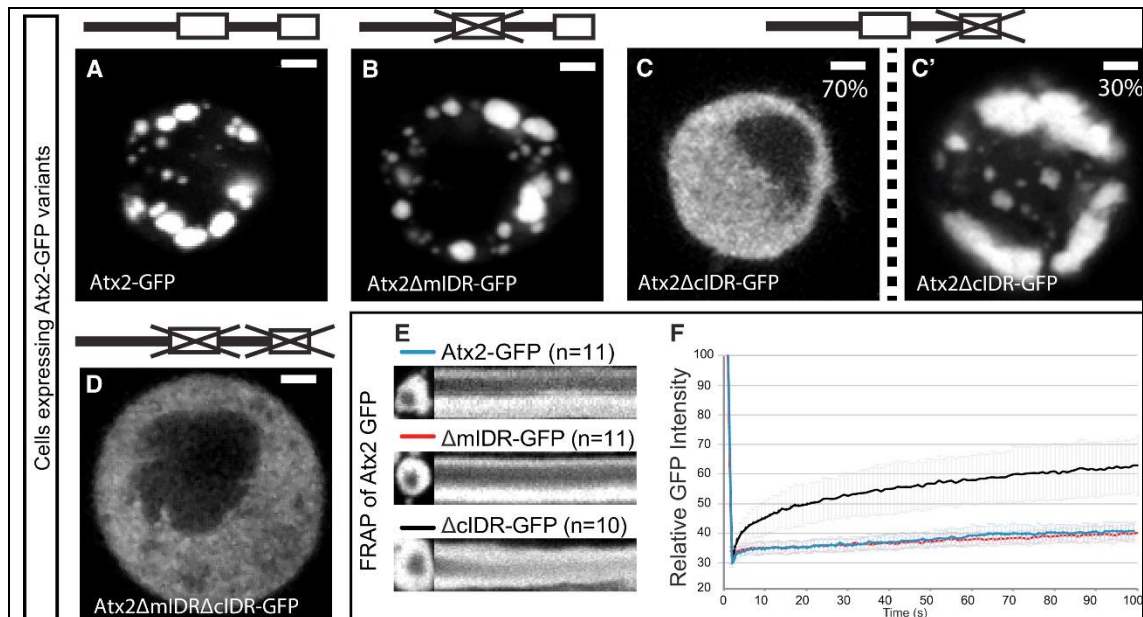 Cells expressing Atx2-GFP variants
A
Atx2-GFP
B
Atx2ΔmIDR-GFP
C
70%
Atx2ΔcIDR-GFP
C'
30%
Atx2ΔcIDR-GFP
D
Atx2ΔmIDRΔcIDR-GFP
E
FRAP of Atx2 GFP
Atx2-GFP (n=11)
ΔmIDR-GFP (n=11)
ΔcIDR-GFP (n=10)
F
Relative GFP Intensity
100
90
80
70
60
50
40
30
20
10 20 30 40 50 60 70 80 90 100
Time (s)